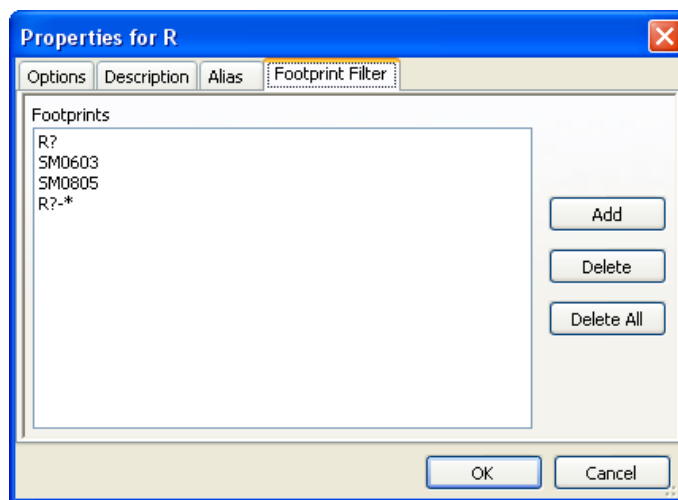 Properties for R
Options Description Alias Footprint Filter
Footprints
R?
SM0603
SM0805
R?-*
Add
Delete
Delete All
OK Cancel